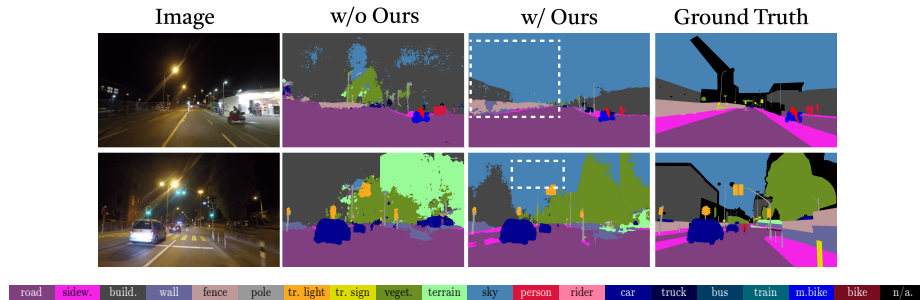 Image w/o Ours w/ Ours Ground Truth
road sidew. build. wall fence pole tr. light tr. sign veget. terrain sky person rider car truck bus train m.bike bike n/a.